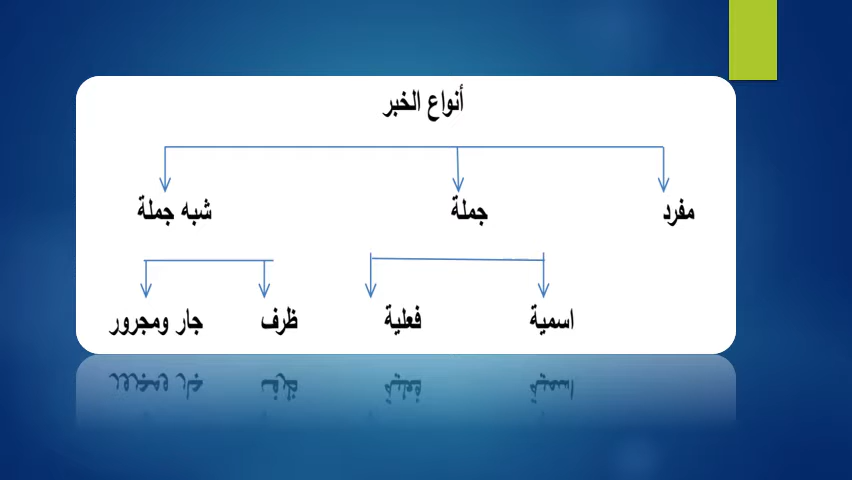 أنواع الخبر
مفرد جملة شبه جملة
اسمية فعلية ظرف جار ومجرور